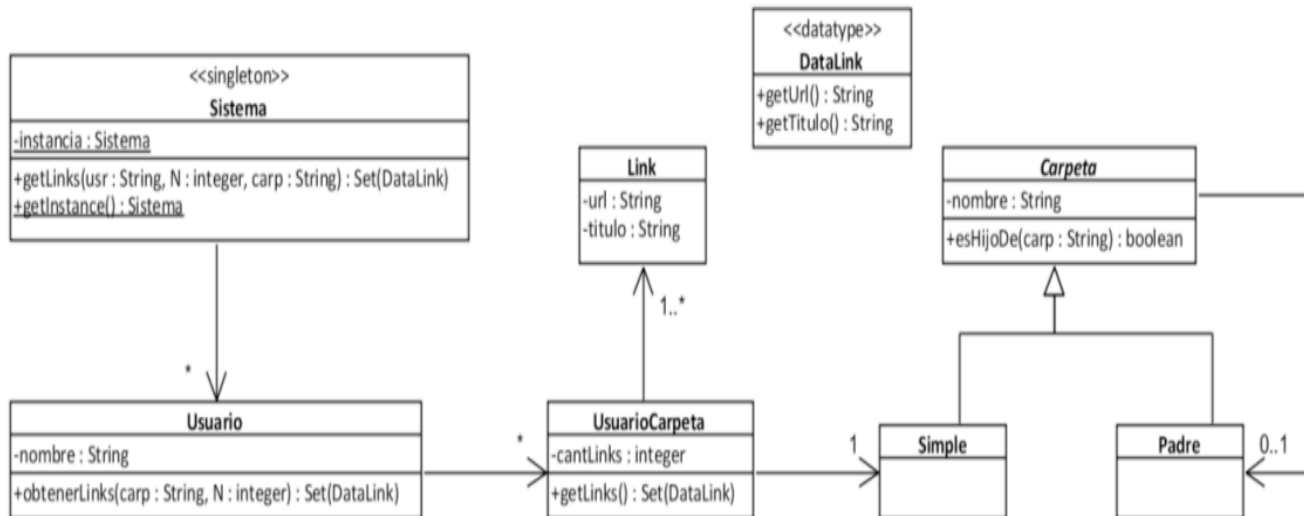 <<singleton>>
Sistema
-instancia : Sistema
+getLinks(usr : String, N : integer, carp : String) : Set(DataLink)
+getInstance() : Sistema
<<datatype>>
DataLink
+getUrl() : String
+getTitulo() : String
Link
-url : String
-titulo : String
Carpeta
-nombre : String
+esHijoDe(carp : String) : boolean
1..*
*
Usuario
-nombre : String
+obtenerLinks(carp : String, N : integer) : Set(DataLink)
*
UsuarioCarpeta
-cantLinks : integer
+getLinks() : Set(DataLink)
1
Simple
Padre
0..1